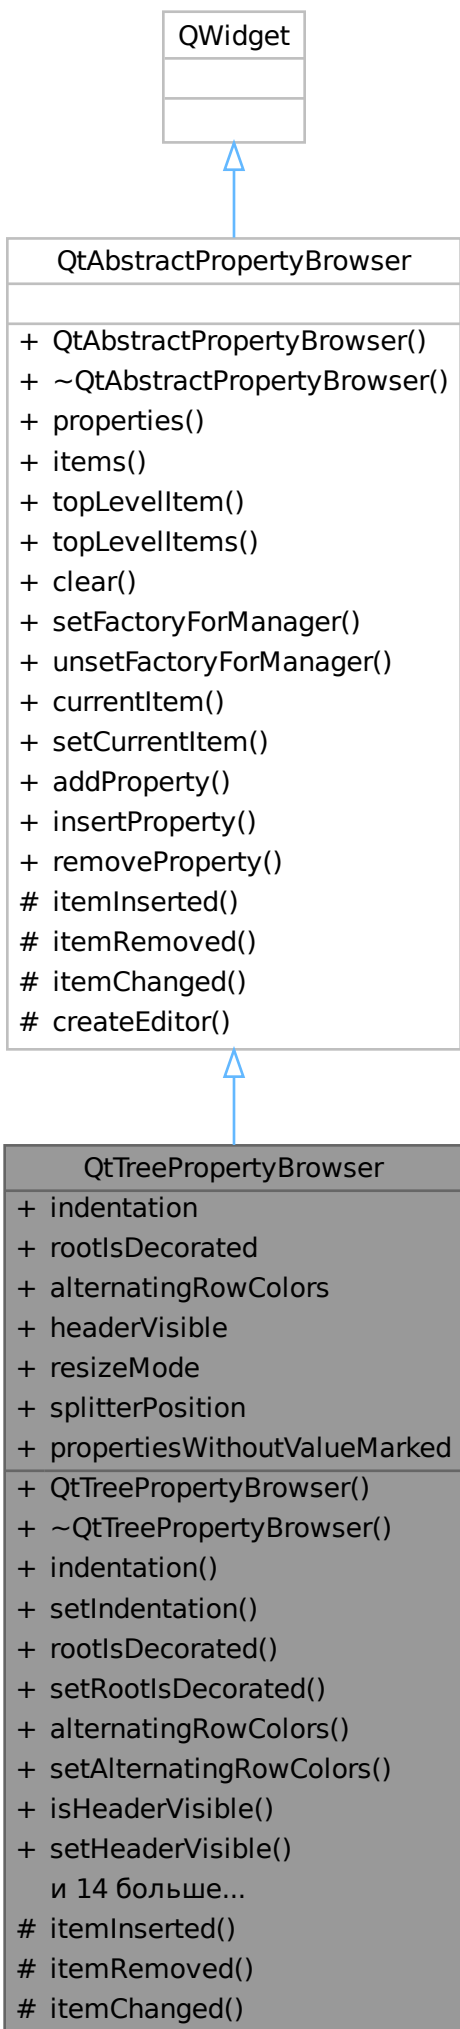 QWidget
QtAbstractPropertyBrowser
+ QtAbstractPropertyBrowser()
+ ~QtAbstractPropertyBrowser()
+ properties()
+ items()
+ topLevelItem()
+ topLevelItems()
+ clear()
+ setFactoryForManager()
+ unsetFactoryForManager()
+ currentItem()
+ setCurrentItem()
+ addProperty()
+ insertProperty()
+ removeProperty()
# itemInserted()
# itemRemoved()
# itemChanged()
# createEditor()
QtTreePropertyBrowser
+ indentation
+ rootIsDecorated
+ alternatingRowColors
+ headerVisible
+ resizeMode
+ splitterPosition
+ propertiesWithoutValueMarked
+ QtTreePropertyBrowser()
+ ~QtTreePropertyBrowser()
+ indentation()
+ setIndentation()
+ rootIsDecorated()
+ setRootIsDecorated()
+ alternatingRowColors()
+ setAlternatingRowColors()
+ isHeaderVisible()
+ setHeaderVisible()
и 14 больше...
# itemInserted()
# itemRemoved()
# itemChanged()